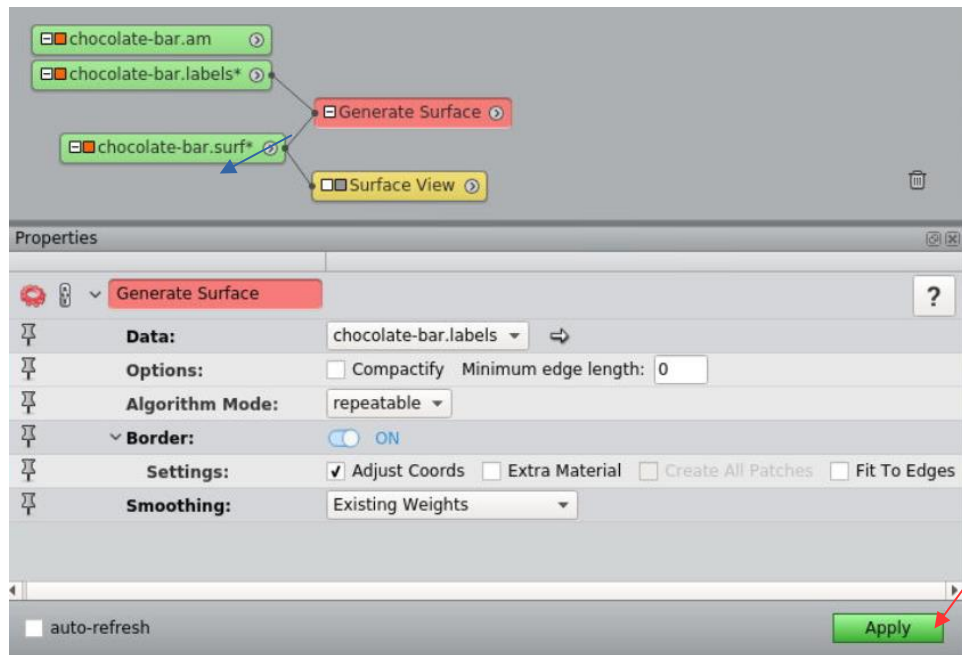 chocolate-bar.am
chocolate-bar.labels*
Generate Surface
chocolate-bar.surf*
Surface View
Properties
Generate Surface ?
Data: chocolate-bar.labels
Options: Compactify Minimum edge length: 0
Algorithm Mode: repeatable
Border: ON
Settings: Adjust Coords Extra Material Create All Patches Fit To Edges
Smoothing: Existing Weights
auto-refresh Apply